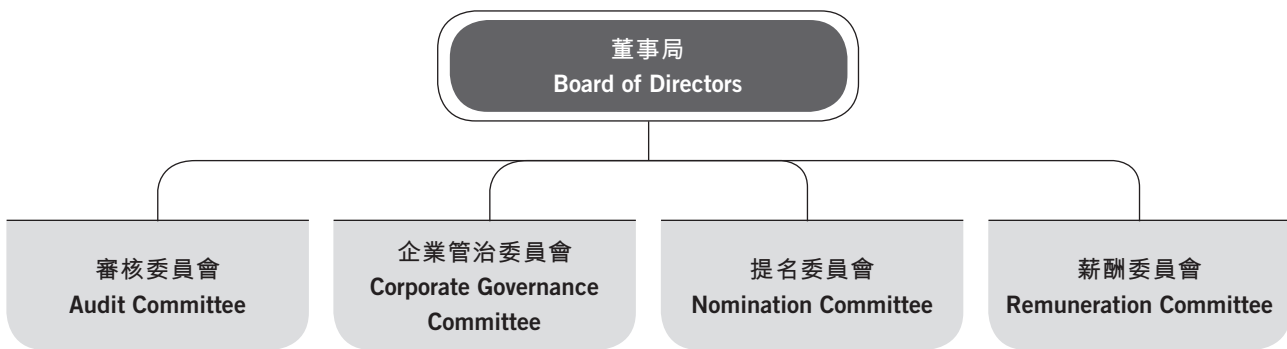 董事局
Board of Directors
審核委員會
Audit Committee
企業管治委員會
Corporate Governance
Committee
提名委員會
Nomination Committee
薪酬委員會
Remuneration Committee